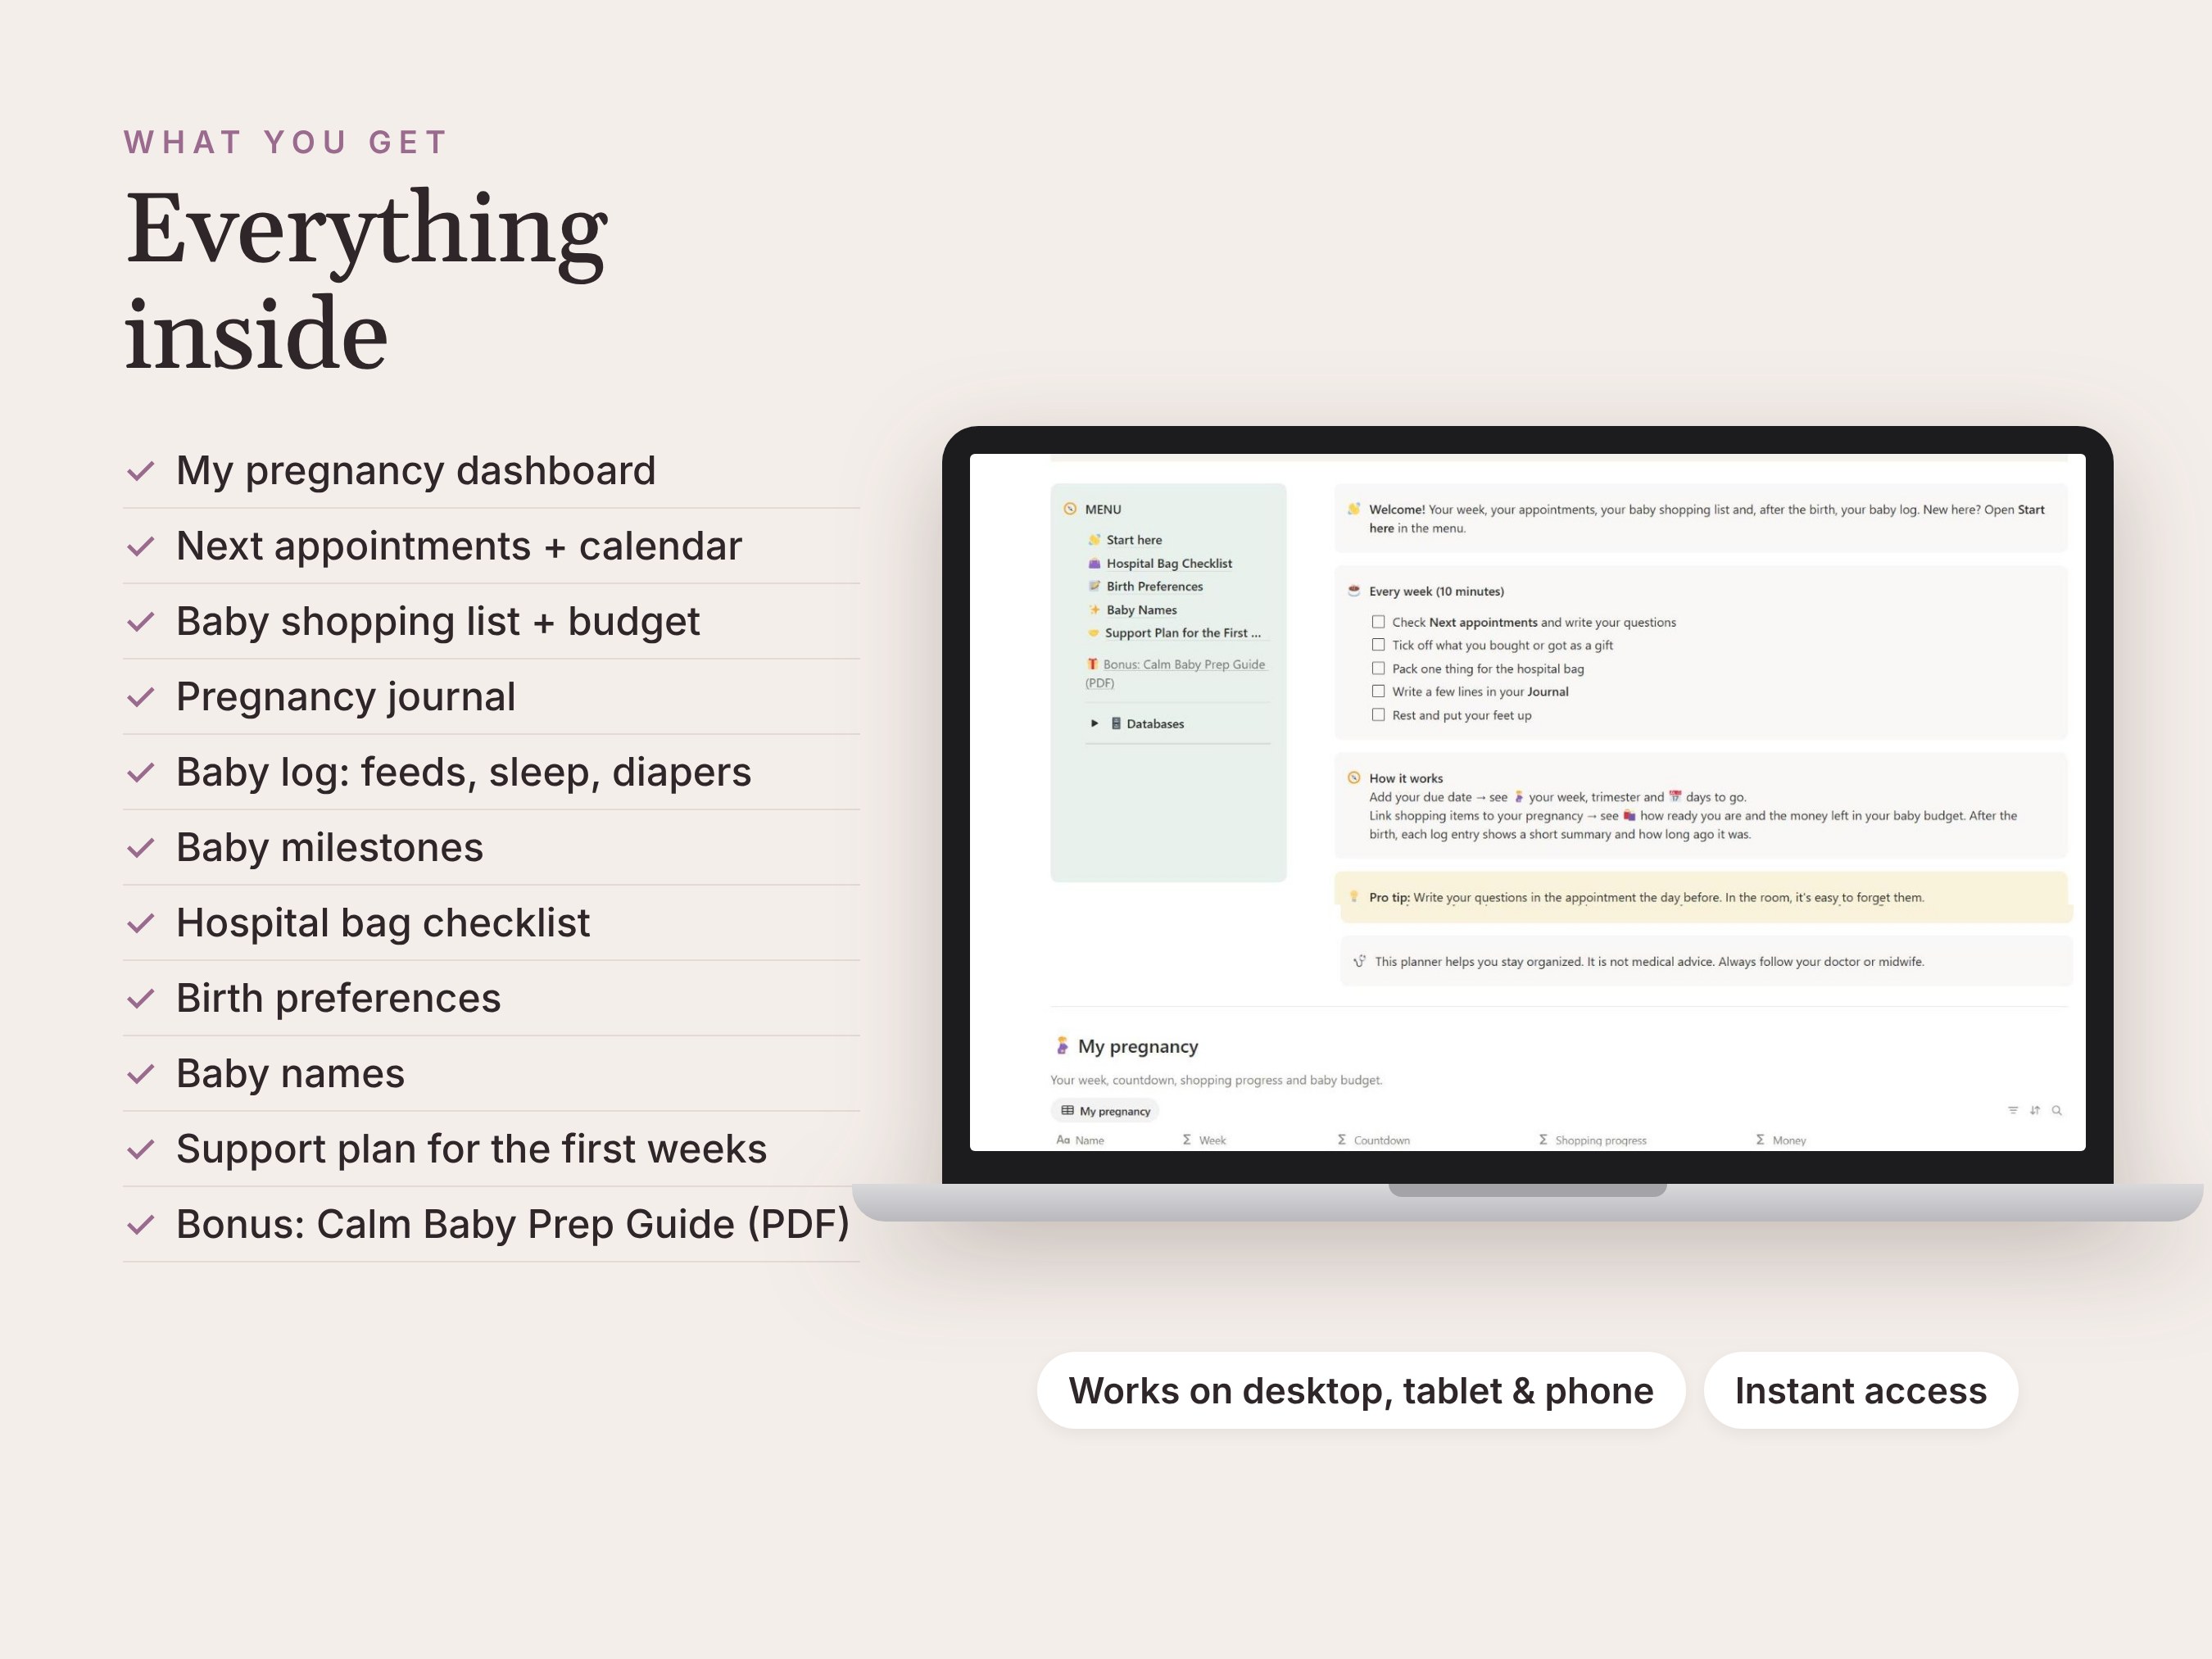 WHAT YOU GET
Everything
inside
My pregnancy dashboard
Next appointments + calendar
Baby shopping list + budget
Pregnancy journal
Baby log: feeds, sleep, diapers
Baby milestones
Hospital bag checklist
Birth preferences
Baby names
Support plan for the first weeks
Bonus: Calm Baby Prep Guide (PDF)
MENU
Start here
Hospital Bag Checklist
Birth Preferences
Baby Names
Support Plan for the First ...
Bonus: Calm Baby Prep Guide
(PDF)
Databases
Welcome! Your week, your appointments, your baby shopping list and, after the birth, your baby log. New here? Open Start
here in the menu.
Every week (10 minutes)
Check Next appointments and write your questions
Tick off what you bought or got as a gift
Pack one thing for the hospital bag
Write a few lines in your Journal
Rest and put your feet up
How it works
Add your due date → see your week, trimester and days to go.
Link shopping items to your pregnancy → see how ready you are and the money left in your baby budget. After the
birth, each log entry shows a short summary and how long ago it was.
Pro tip: Write your questions in the appointment the day before. In the room, it's easy to forget them.
This planner helps you stay organized. It is not medical advice. Always follow your doctor or midwife.
My pregnancy
Your week, countdown, shopping progress and baby budget.
My pregnancy
Aa Name Σ Week Σ Countdown Σ Shopping progress Σ Money
Works on desktop, tablet & phone
Instant access